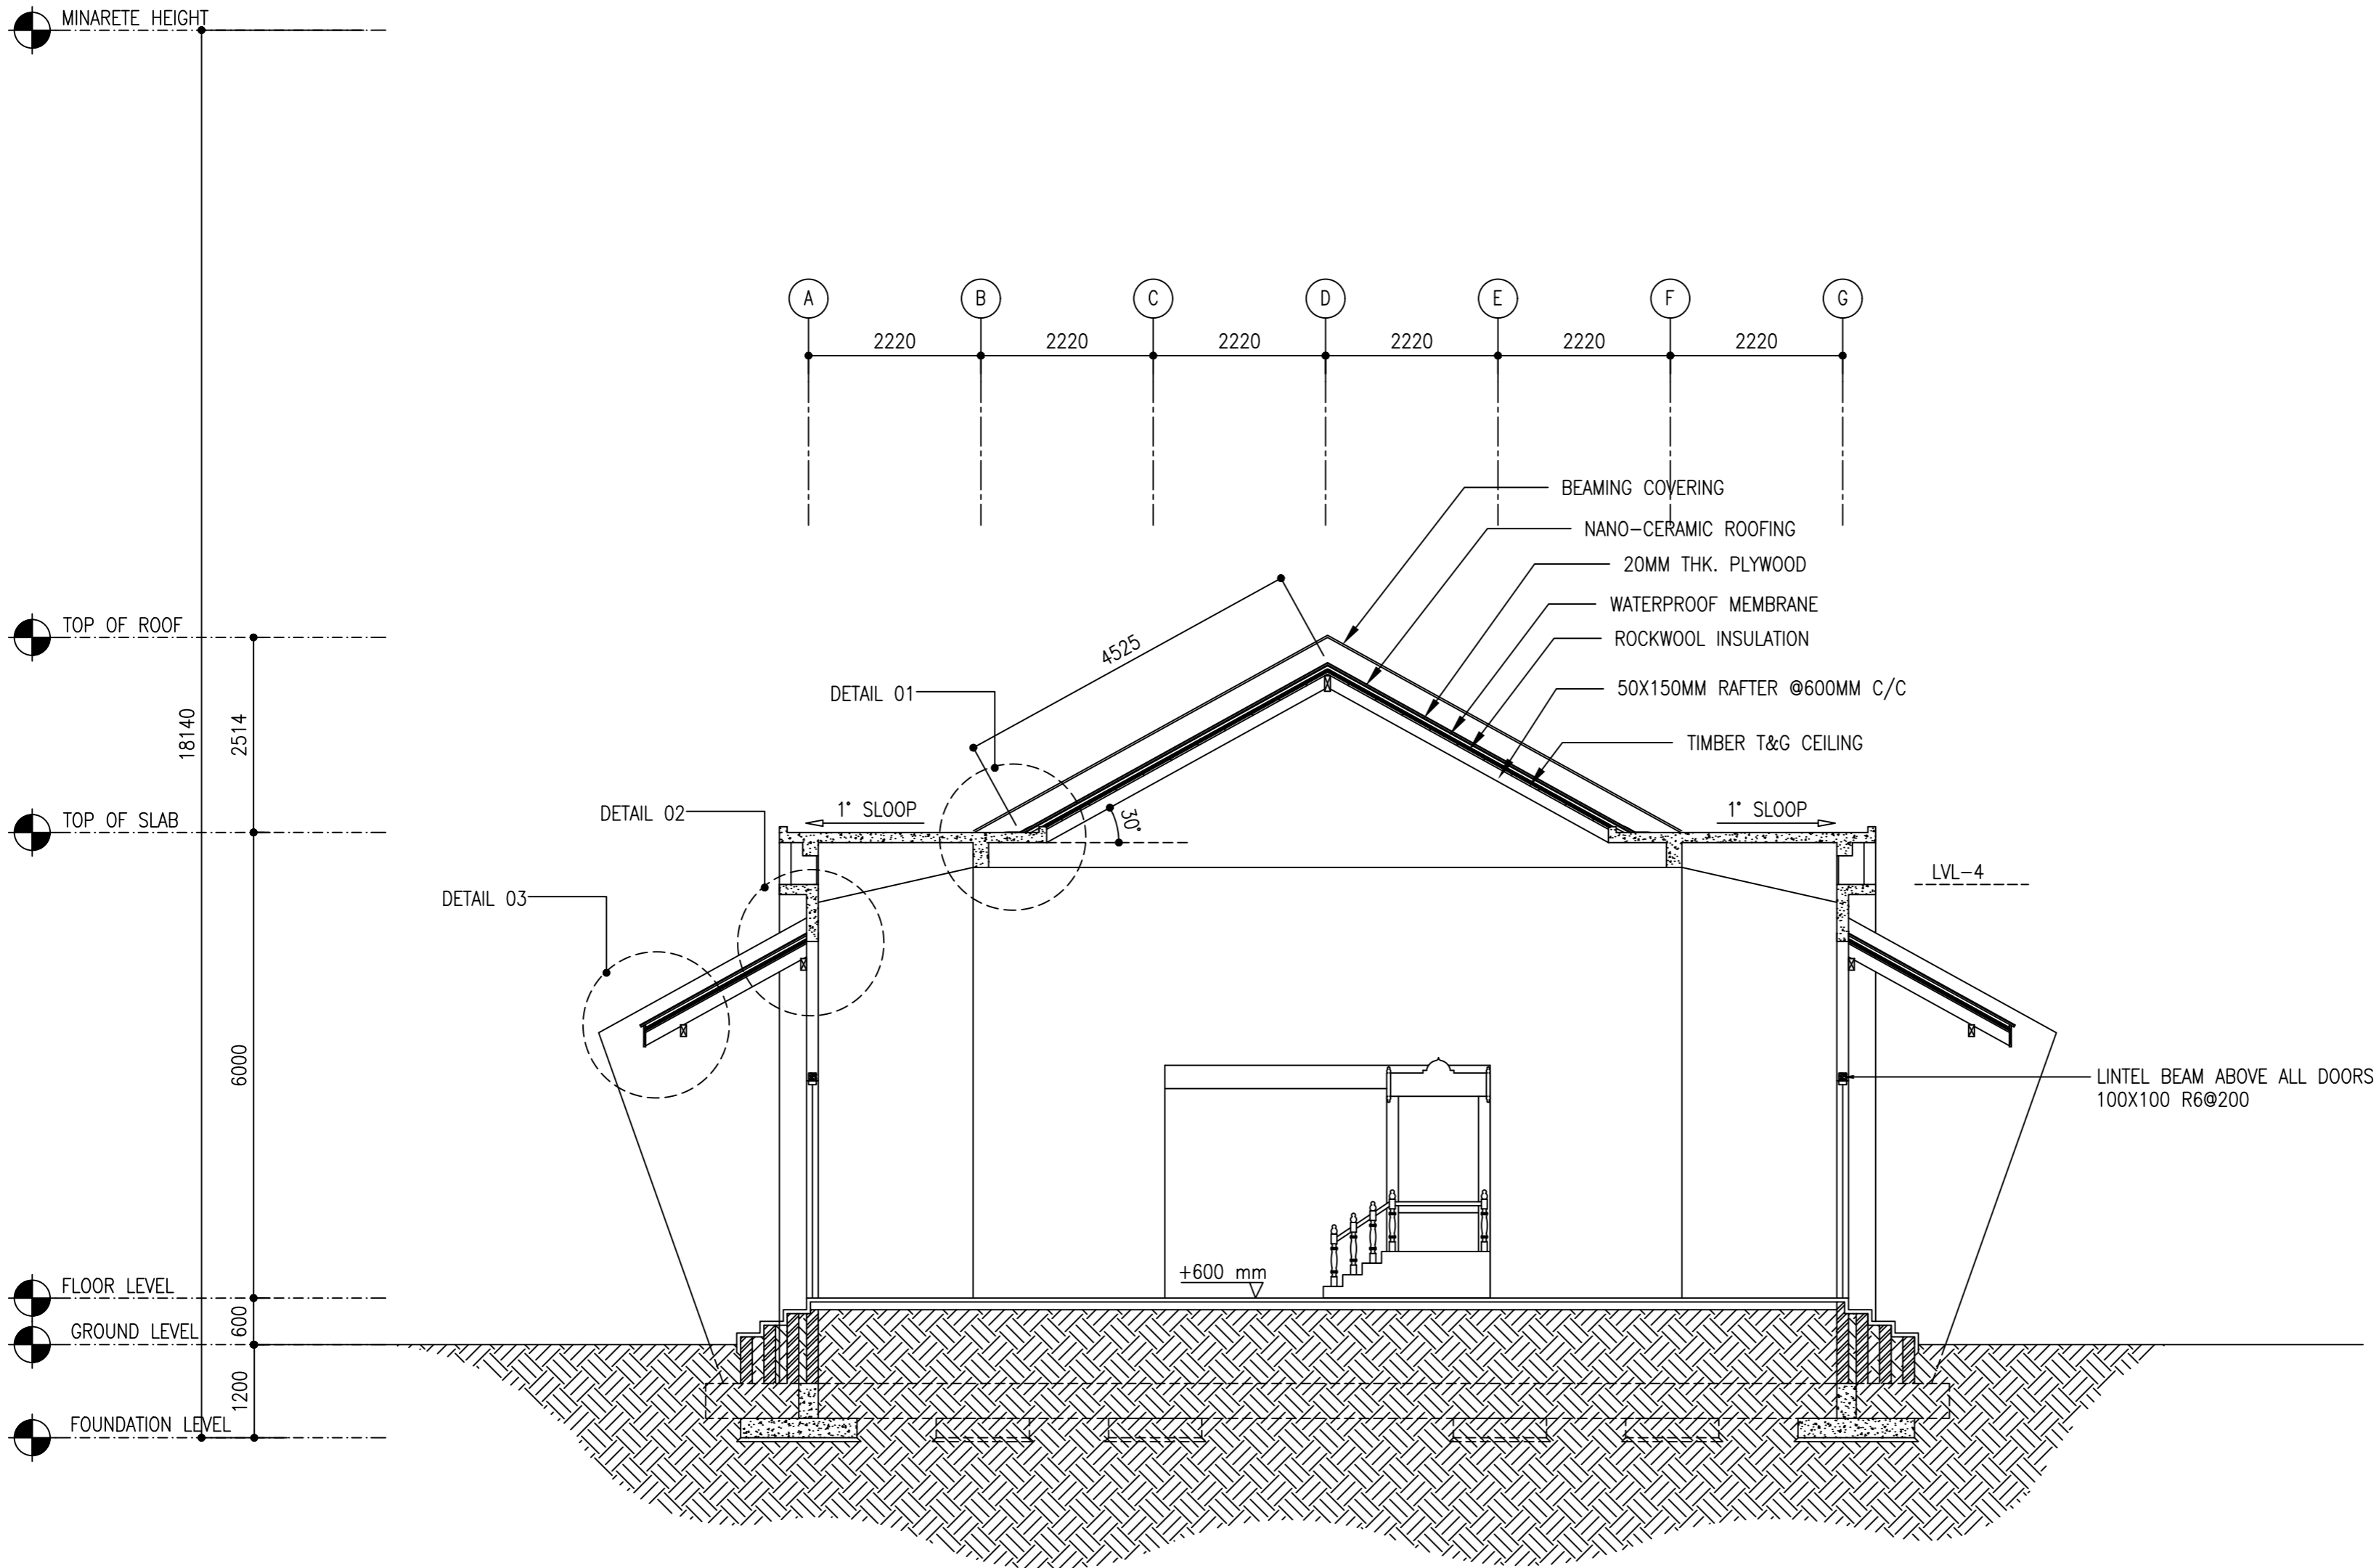 MINARETE HEIGHT
A
B
C
D
E
F
G
2220
2220
2220
2220
2220
2220
BEAMING COVERING
NANO-CERAMIC ROOFING
20MM THK. PLYWOOD
WATERPROOF MEMBRANE
ROCKWOOL INSULATION
50X150MM RAFTER @600MM C/C
TIMBER T&G CEILING
TOP OF ROOF
4525
DETAIL 01
18140
2514
30°
1° SLOOP
1° SLOOP
DETAIL 02
TOP OF SLAB
LVL-4
DETAIL 03
6000
LINTEL BEAM ABOVE ALL DOORS
100X100 R6@200
+600 mm
FLOOR LEVEL
600
GROUND LEVEL
1200
FOUNDATION LEVEL